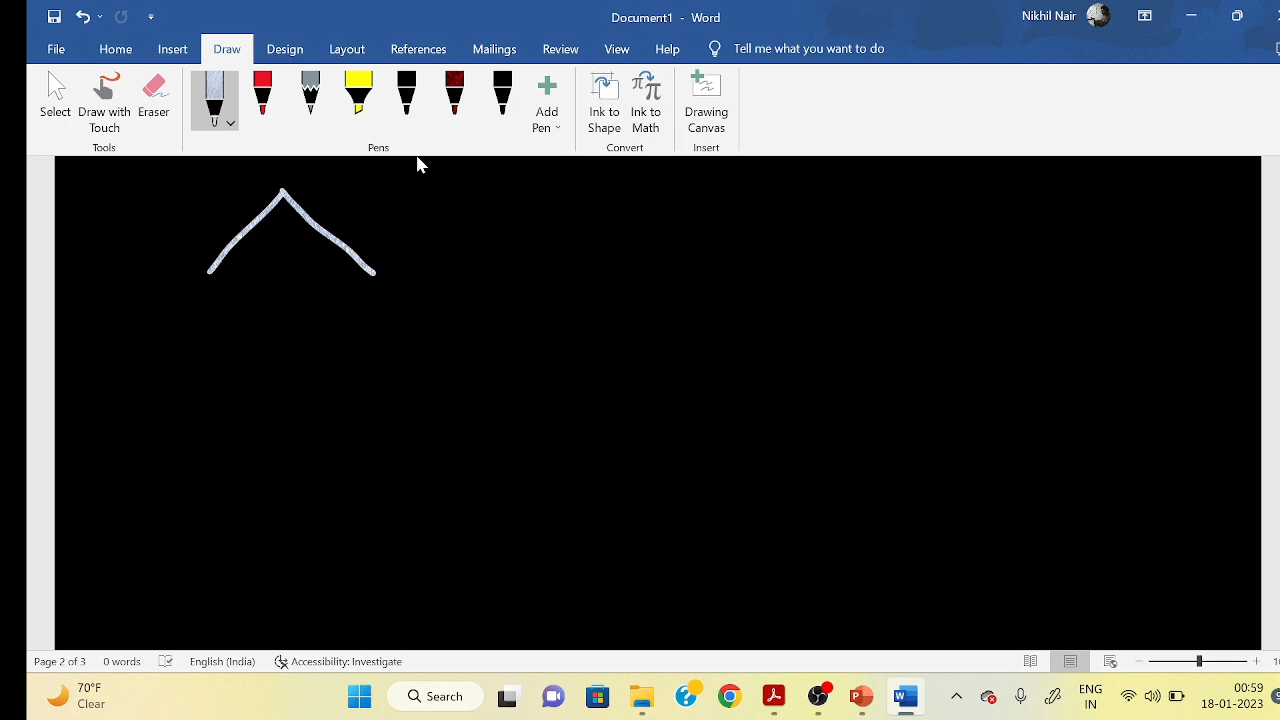 Document1 - Word
Nikhil Nair
File Home Insert Draw Design Layout References Mailings Review View Help Tell me what you want to do
Select Draw with Touch Eraser Add Pen Ink to Shape Ink to Math Drawing Canvas
Tools Pens Convert Insert
Page 2 of 3 0 words English (India) Accessibility: Investigate
70°F
Clear
Search
ENG
IN
00:59
18-01-2023